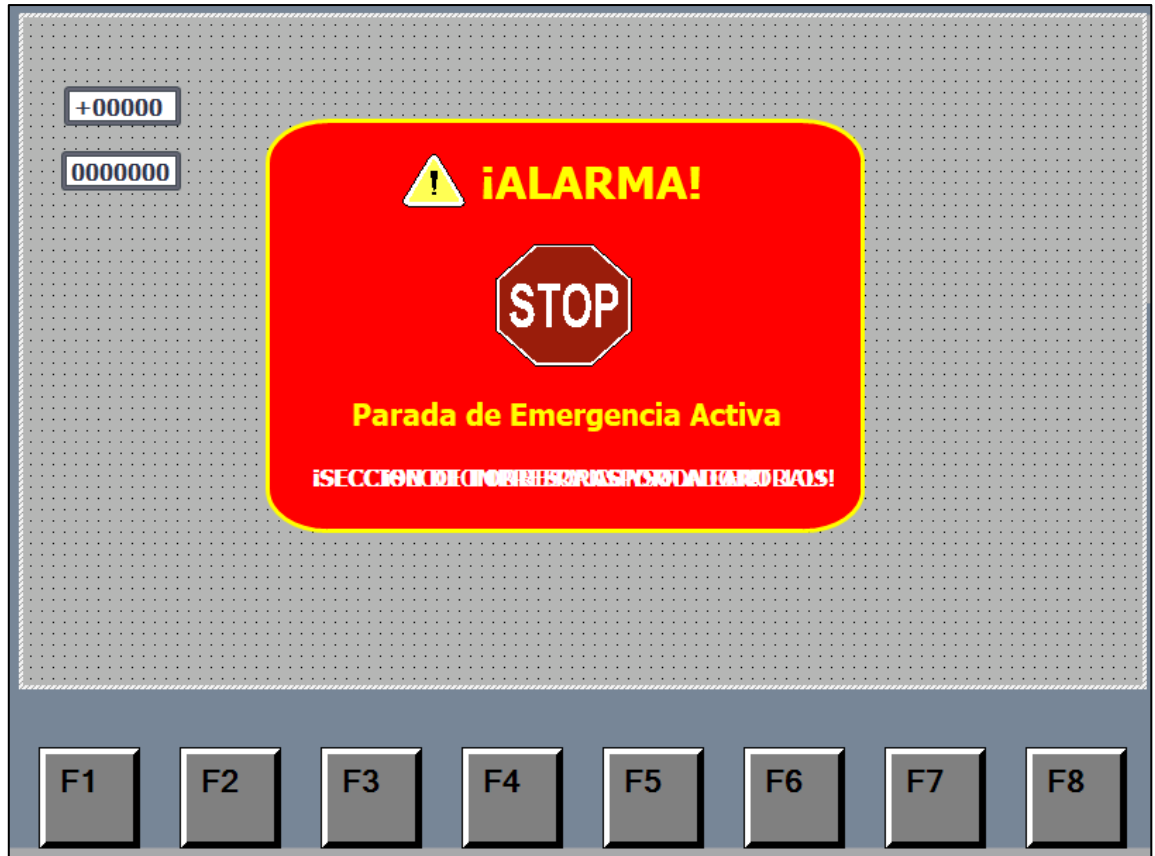 +00000
0000000
¡ALARMA!
STOP
Parada de Emergencia Activa
F1 F2 F3 F4 F5 F6 F7 F8